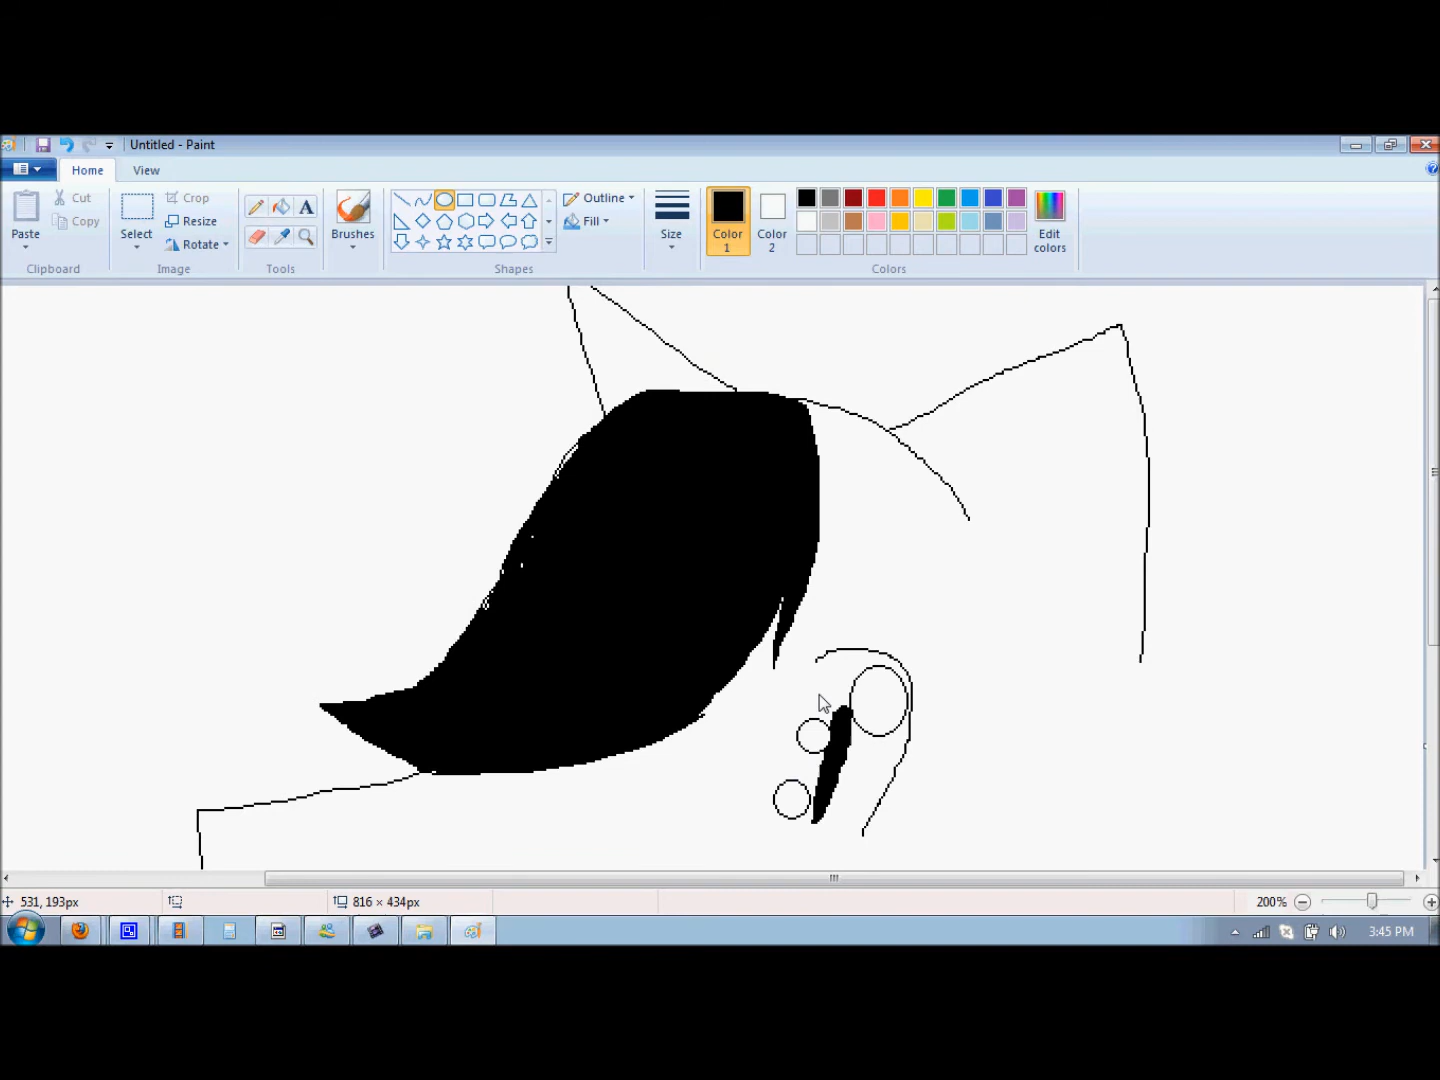 Untitled - Paint
Home View
Paste
Cut
Copy
Clipboard
Select
Crop
Resize
Rotate
Image
A
Tools
Brushes
Shapes
Outline
Fill
Size
Color 1
Color 2
Edit colors
Colors
531, 193px
816 × 434px
200%
3:45 PM